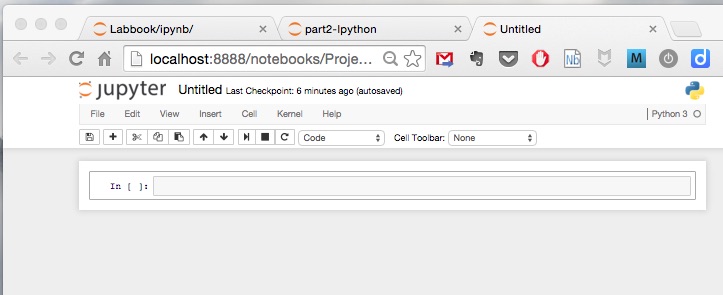 Labbook/ipynb/ part2-Ipython Untitled
localhost:8888/notebooks/Proje... Nb M d
jupyter Untitled Last Checkpoint: 6 minutes ago (autosaved)
File Edit View Insert Cell Kernel Help Python 3
Code Cell Toolbar: None
In [ ]: